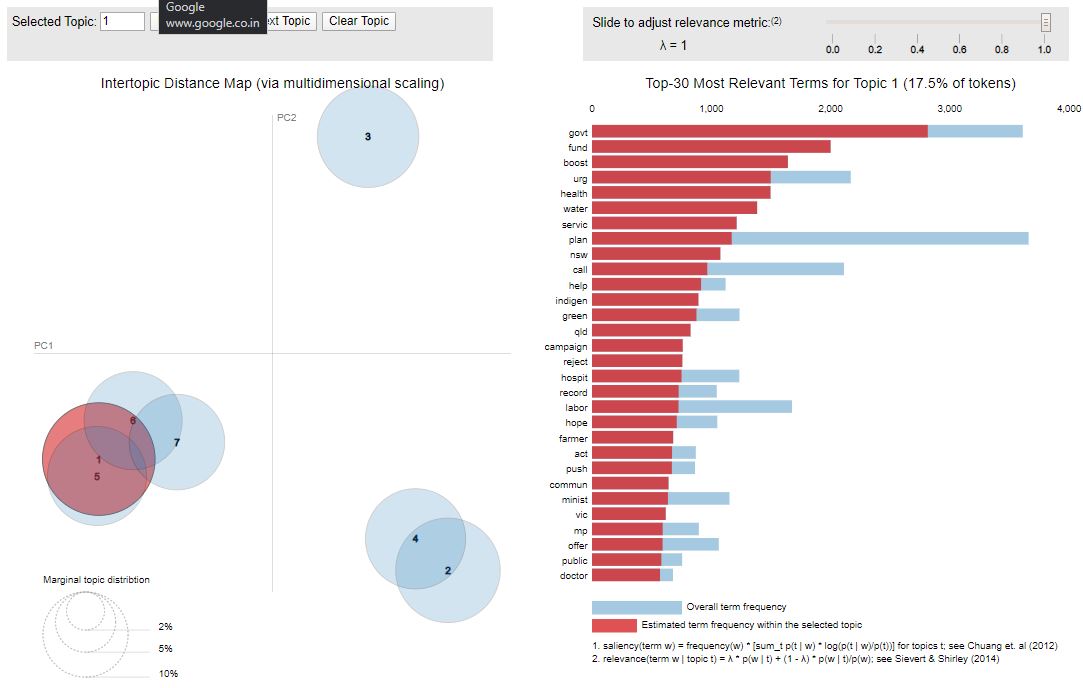 Google
www.google.co.in
Selected Topic: 1
ext Topic
Clear Topic
Slide to adjust relevance metric:(2)
λ = 1
0.0 0.2 0.4 0.6 0.8 1.0
Intertopic Distance Map (via multidimensional scaling)
PC2
PC1
3
6
7
1
5
4
2
Marginal topic distribtion
2%
5%
10%
Top-30 Most Relevant Terms for Topic 1 (17.5% of tokens)
0 1,000 2,000 3,000 4,000
govt
fund
boost
urg
health
water
servic
plan
nsw
call
help
indigen
green
qld
campaign
reject
hospit
record
labor
hope
farmer
act
push
commun
minist
vic
mp
offer
public
doctor
Overall term frequency
Estimated term frequency within the selected topic
1. saliency(term w) = frequency(w) * [sum_t p(t | w) * log(p(t | w)/p(t))] for topics t; see Chuang et. al (2012)
2. relevance(term w | topic t) = λ * p(w | t) + (1 - λ) * p(w | t)/p(w); see Sievert & Shirley (2014)